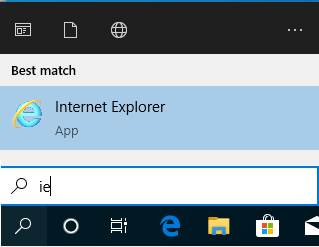 Best match
Internet Explorer
App
ie